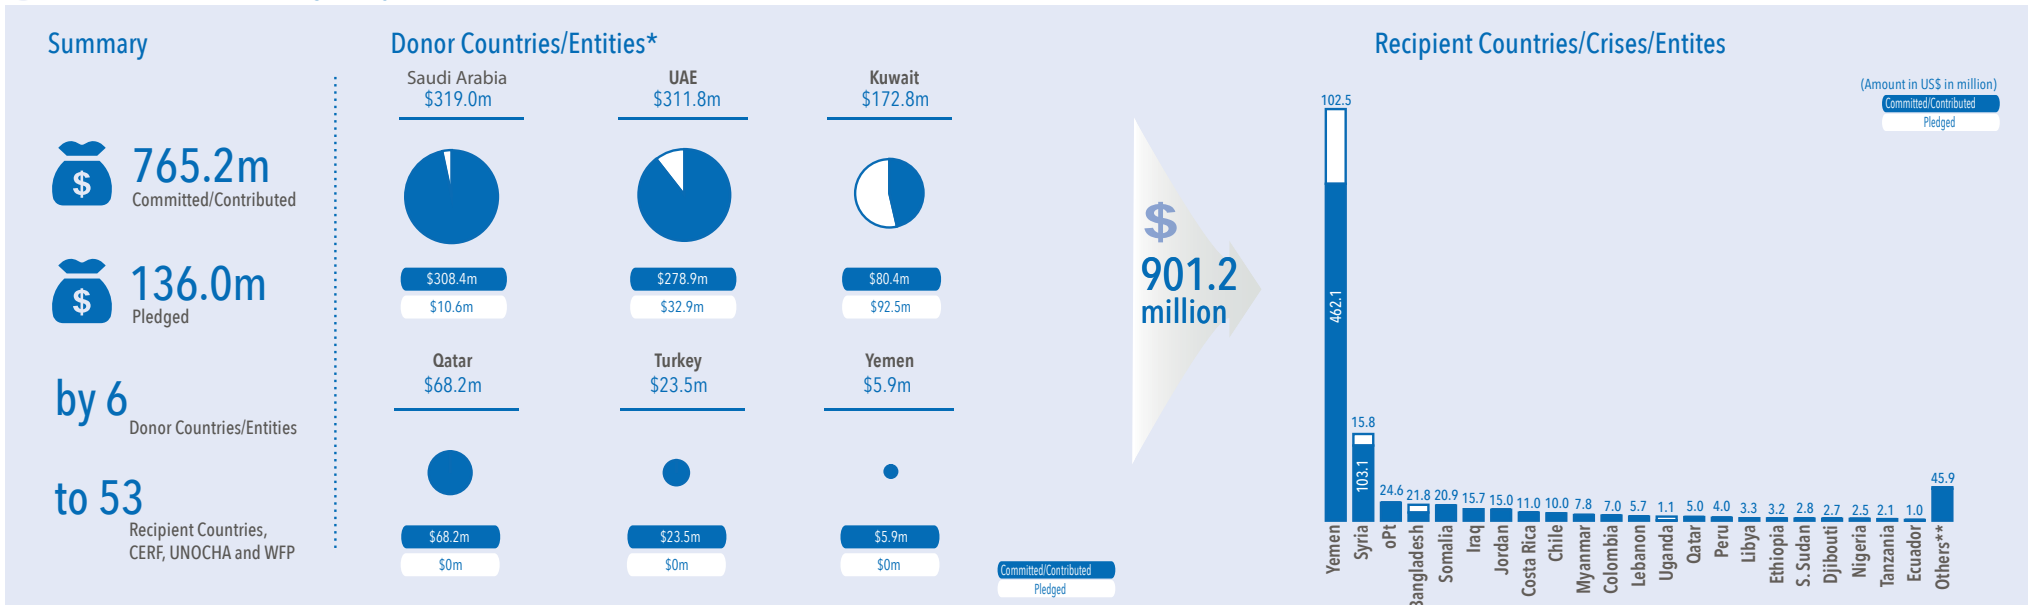 Summary
765.2m
Committed/Contributed
136.0m
Pledged
by 6
Donor Countries/Entities
to 53
Recipient Countries,
CERF, UNOCHA and WFP
Donor Countries/Entities*
Saudi Arabia
$319.0m
$308.4m
$10.6m
UAE
$311.8m
$278.9m
$32.9m
Kuwait
$172.8m
$80.4m
$92.5m
Qatar
$68.2m
$68.2m
$0m
Turkey
$23.5m
$23.5m
$0m
Yemen
$5.9m
$5.9m
$0m
Committed/Contributed
Pledged
$
901.2
million
Recipient Countries/Crises/Entites
(Amount in US$ in million)
Committed/Contributed
Pledged
102.5
462.1
15.8
103.1
24.6 21.8 20.9 15.7 15.0 11.0 10.0 7.8 7.0 5.7 1.1 5.0 4.0 3.3 3.2 2.8 2.7 2.5 2.1 1.0 45.9
Yemen
Syria
oPt
Bangladesh
Somalia
Iraq
Jordan
Costa Rica
Chile
Myanmar
Colombia
Lebanon
Uganda
Qatar
Peru
Libya
Ethiopia
S. Sudan
Djibouti
Nigeria
Tanzania
Ecuador
Others**